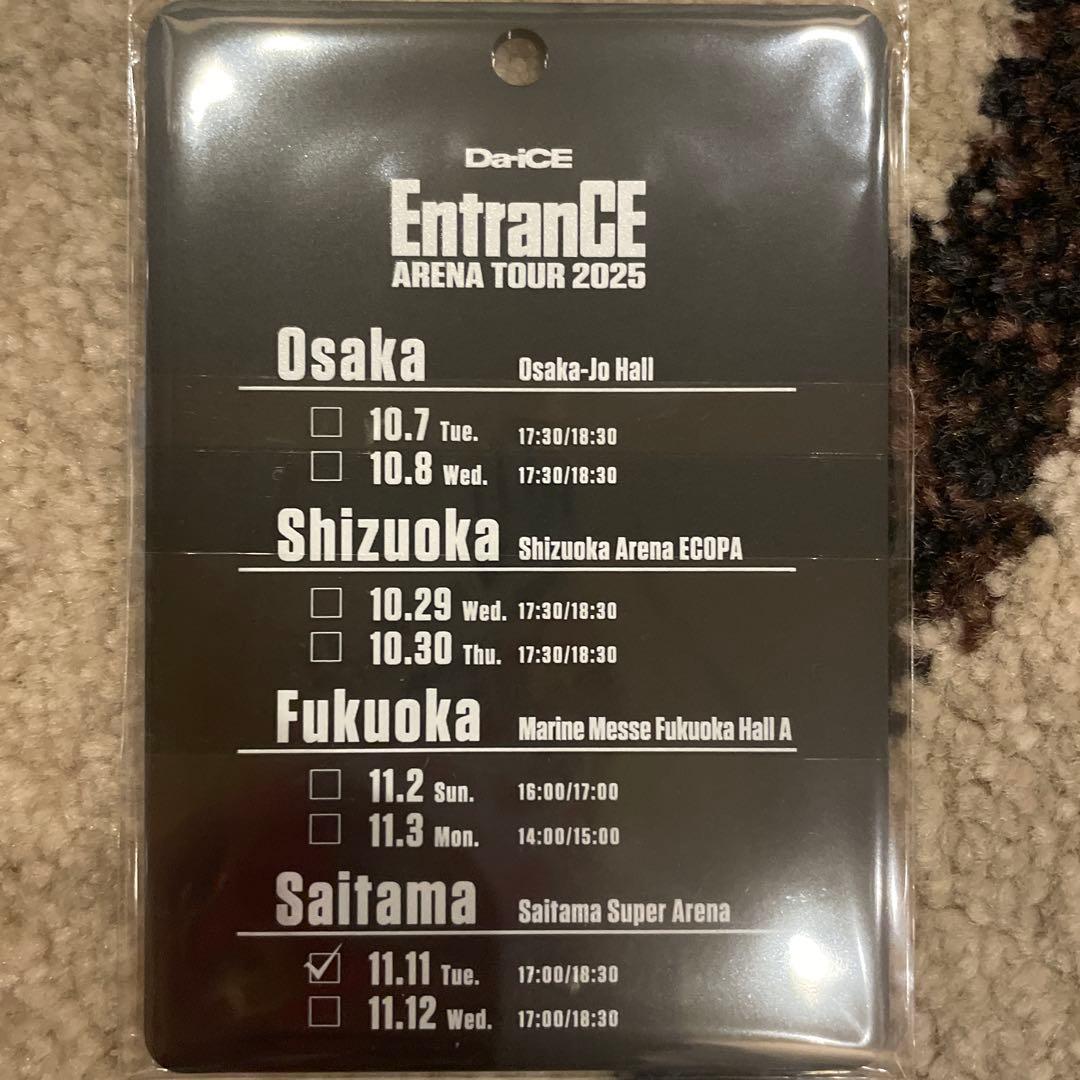 Da-iCE
EntranCE
ARENA TOUR 2025
Osaka Osaka-Jo Hall
☐ 10.7 Tue. 17:30/18:30
☐ 10.8 Wed. 17:30/18:30
Shizuoka Shizuoka Arena ECOPA
☐ 10.29 Wed. 17:30/18:30
☐ 10.30 Thu. 17:30/18:30
Fukuoka Marine Messe Fukuoka Hall A
☐ 11.2 Sun. 16:00/17:00
☐ 11.3 Mon. 14:00/15:00
Saitama Saitama Super Arena
☑ 11.11 Tue. 17:00/18:30
☐ 11.12 Wed. 17:00/18:30